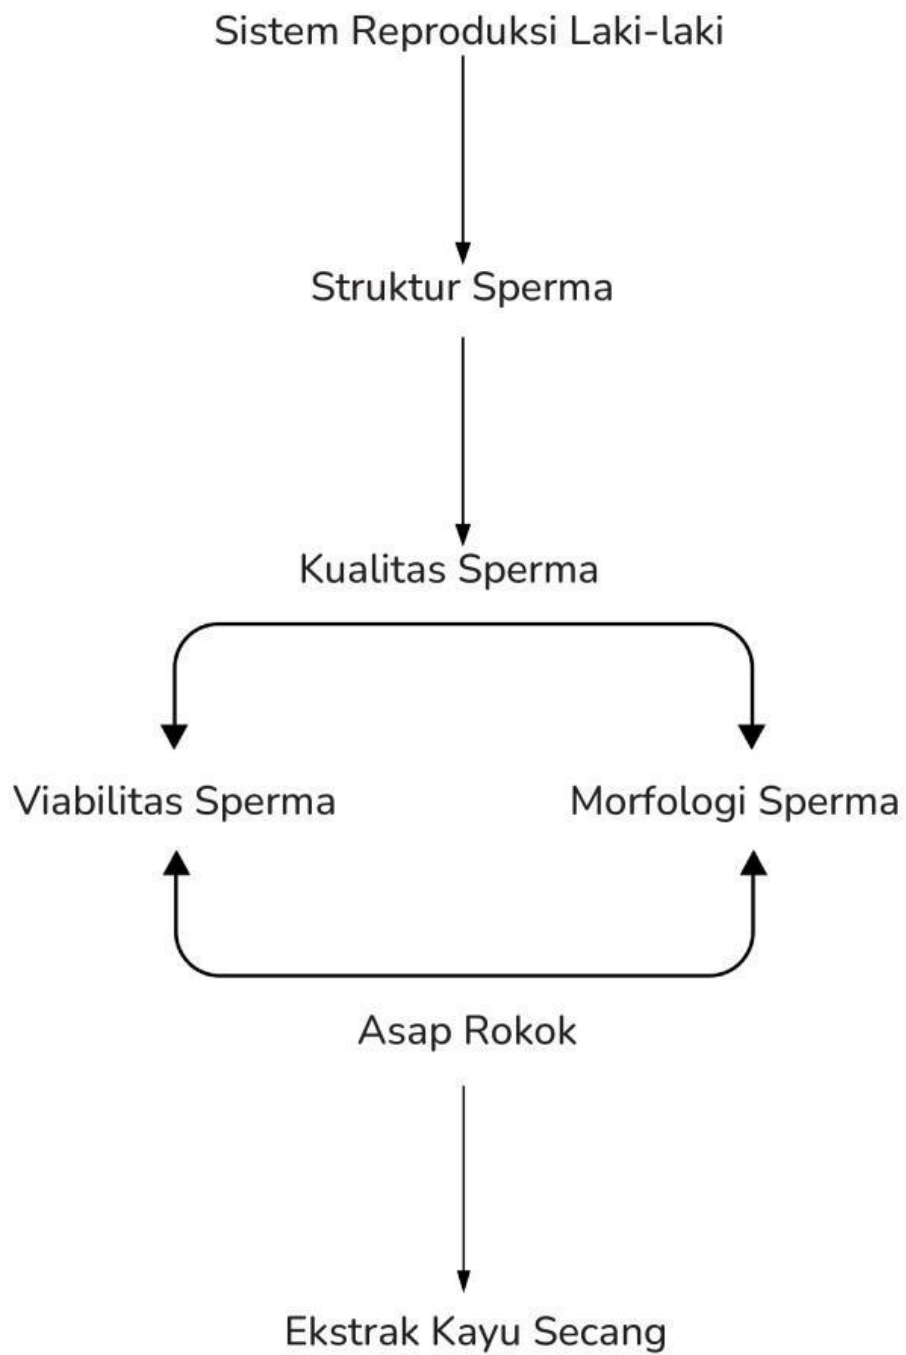 Sistem Reproduksi Laki-laki
Struktur Sperma
Kualitas Sperma
Viabilitas Sperma
Morfologi Sperma
Asap Rokok
Ekstrak Kayu Secang